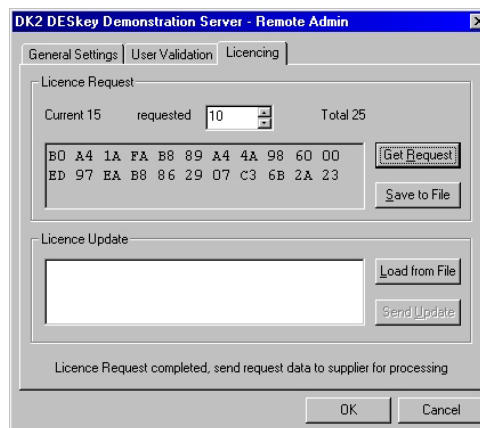 DK2 DESkey Demonstration Server - Remote Admin
General Settings User Validation Licencing
Licence Request
Current 15 requested 10 Total 25
B0 A4 1A FA B8 89 A4 4A 98 60 00
ED 97 EA B8 86 29 07 C3 6B 2A 23
Get Request
Save to File
Licence Update
Load from File
Send Update
Licence Request completed, send request data to supplier for processing
OK Cancel